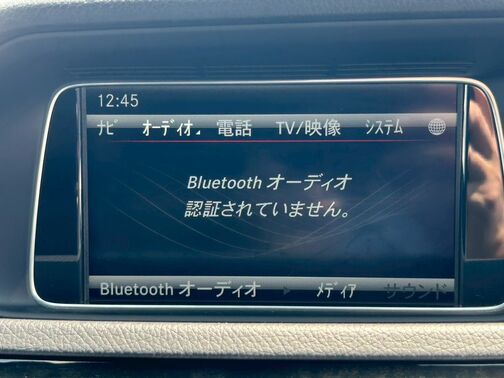 12:45
ナビ オーディオ 電話 TV/映像 システム
Bluetooth オーディオ
認証されていません。
Bluetooth オーディオ メディア サウンド